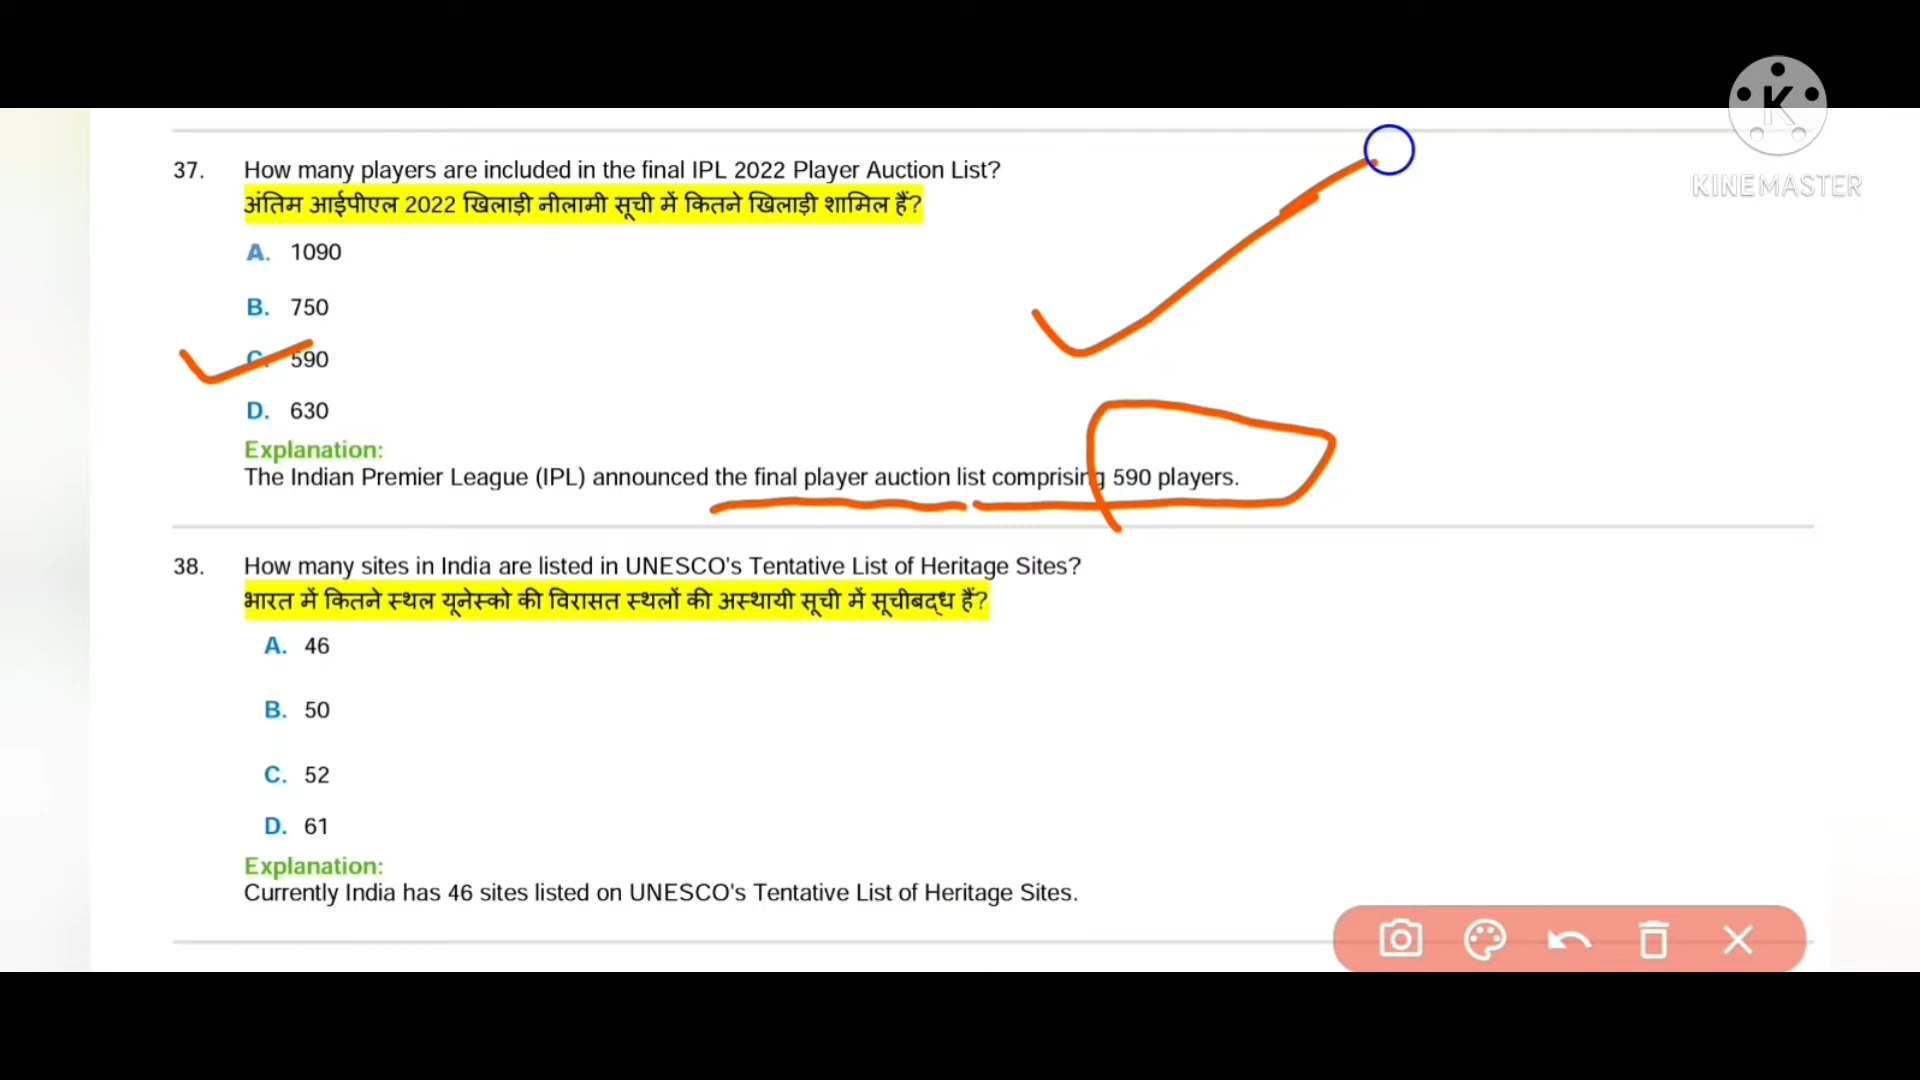 K
KINEMASTER
37. How many players are included in the final IPL 2022 Player Auction List?
अंतिम आईपीएल 2022 खिलाड़ी नीलामी सूची में कितने खिलाड़ी शामिल हैं?
A. 1090
B. 750
C. 590
D. 630
Explanation:
The Indian Premier League (IPL) announced the final player auction list comprising 590 players.
38. How many sites in India are listed in UNESCO's Tentative List of Heritage Sites?
भारत में कितने स्थल यूनेस्को की विरासत स्थलों की अस्थायी सूची में सूचीबद्ध हैं?
A. 46
B. 50
C. 52
D. 61
Explanation:
Currently India has 46 sites listed on UNESCO's Tentative List of Heritage Sites.